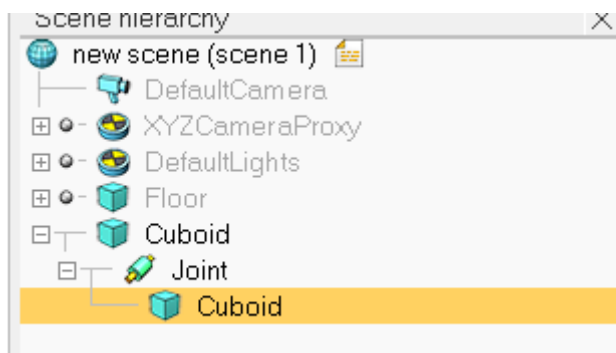 Scene hierarchy
new scene (scene 1)
DefaultCamera
XYZCameraProxy
DefaultLights
Floor
Cuboid
Joint
Cuboid